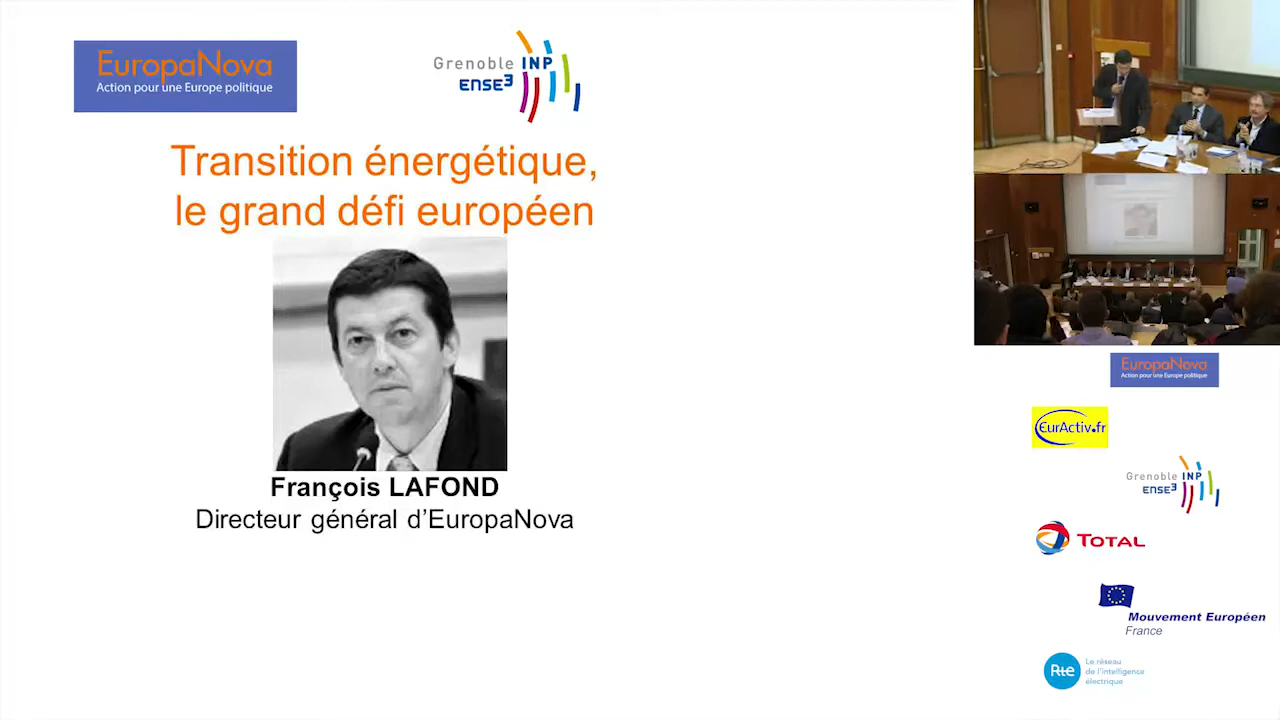 EuropaNova
Action pour une Europe politique
Grenoble INP
ENSE3
Transition énergétique,
le grand défi européen
François LAFOND
Directeur général d'EuropaNova
EuropaNova
Action pour une Europe politique
EurActiv.fr
Grenoble INP
ENSE3
TOTAL
Mouvement Européen
France
Rte
Le réseau
de l'intelligence
électrique